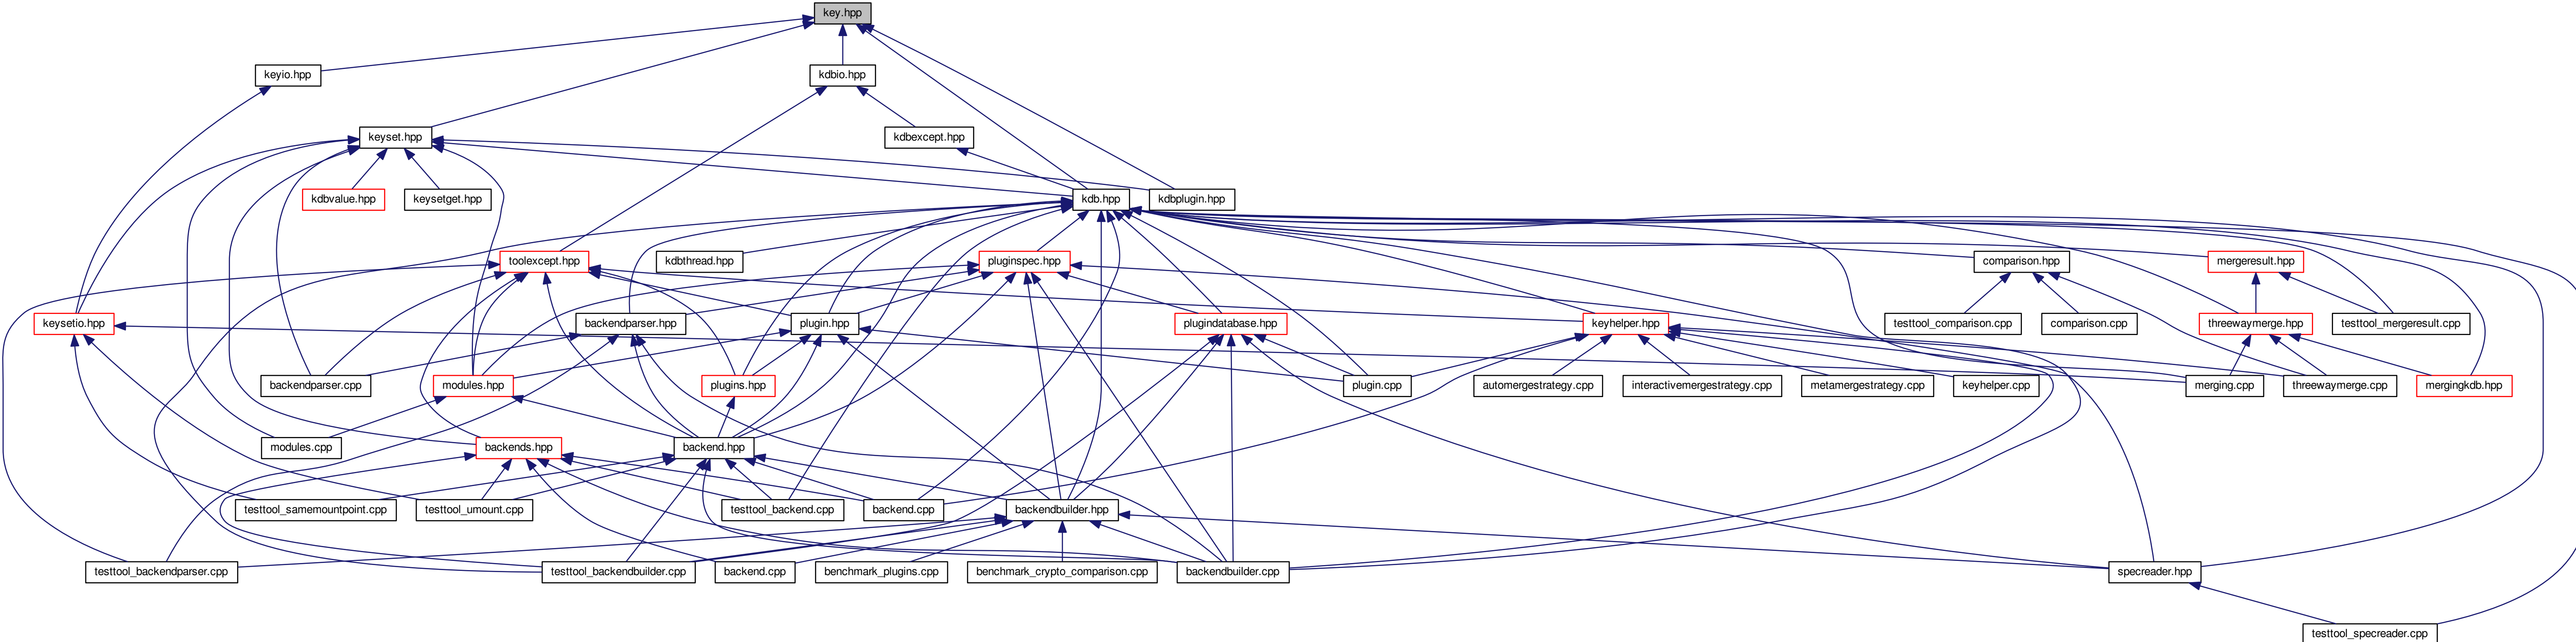 key.hpp
keyio.hpp
kdbio.hpp
keyset.hpp
kdbexcept.hpp
kdbvalue.hpp
keysetget.hpp
kdb.hpp
kdbplugin.hpp
toolexcept.hpp
kdbthread.hpp
pluginspec.hpp
comparison.hpp
mergeresult.hpp
keysetio.hpp
backendparser.hpp
plugin.hpp
plugindatabase.hpp
keyhelper.hpp
testtool_comparison.cpp
comparison.cpp
threewaymerge.hpp
testtool_mergeresult.cpp
backendparser.cpp
modules.hpp
plugins.hpp
plugin.cpp
automergestrategy.cpp
interactivemergestrategy.cpp
metamergestrategy.cpp
keyhelper.cpp
merging.cpp
threewaymerge.cpp
mergingkdb.hpp
modules.cpp
backends.hpp
backend.hpp
testtool_samemountpoint.cpp
testtool_umount.cpp
testtool_backend.cpp
backend.cpp
backendbuilder.hpp
testtool_backendparser.cpp
testtool_backendbuilder.cpp
backend.cpp
benchmark_plugins.cpp
benchmark_crypto_comparison.cpp
backendbuilder.cpp
specreader.hpp
testtool_specreader.cpp